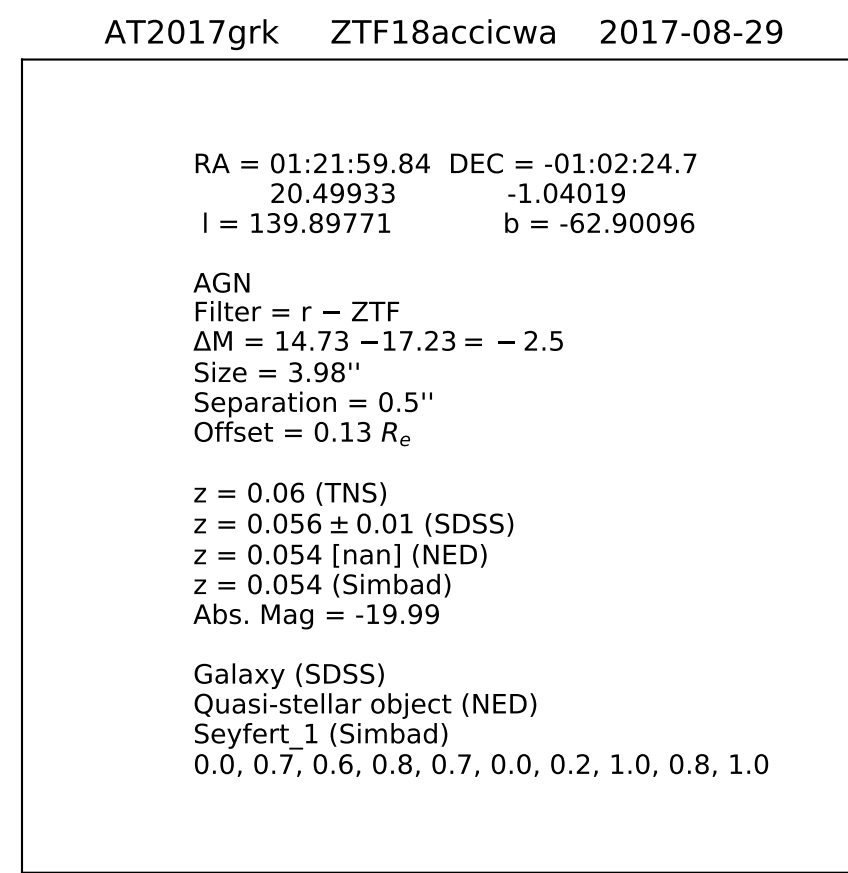 AT2017grk ZTF18accicwa 2017-08-29
RA = 01:21:59.84 DEC = -01:02:24.7
20.49933 -1.04019
l = 139.89771 b = -62.90096
AGN
Filter = r − ZTF
ΔM = 14.73 −17.23 = − 2.5
Size = 3.98''
Separation = 0.5''
Offset = 0.13 Re
z = 0.06 (TNS)
z = 0.056 ± 0.01 (SDSS)
z = 0.054 [nan] (NED)
z = 0.054 (Simbad)
Abs. Mag = -19.99
Galaxy (SDSS)
Quasi-stellar object (NED)
Seyfert_1 (Simbad)
0.0, 0.7, 0.6, 0.8, 0.7, 0.0, 0.2, 1.0, 0.8, 1.0